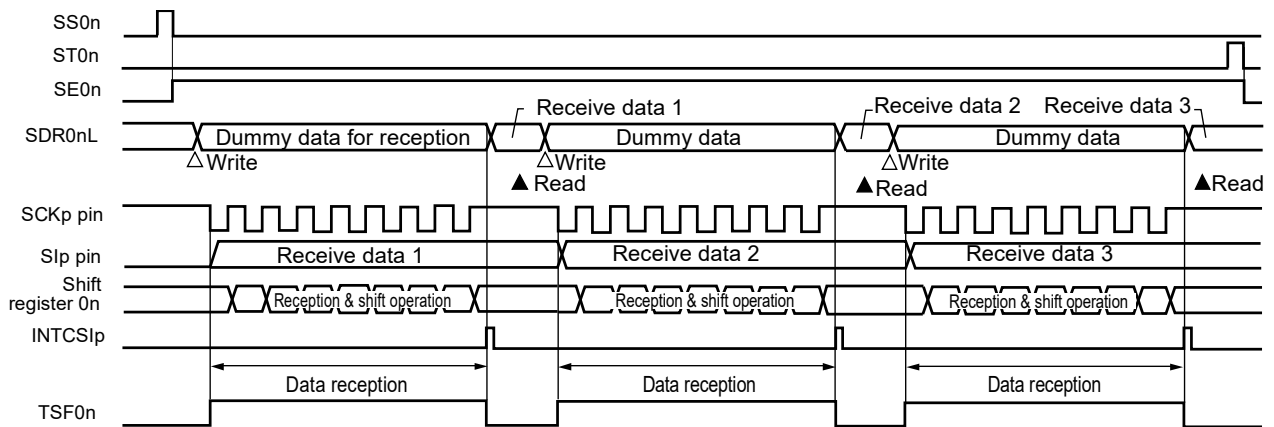 SS0n
ST0n
SE0n
Receive data 1
Receive data 2
Receive data 3
SDR0nL
Dummy data for reception
Dummy data
Dummy data
△Write
△Write
△Write
▲Read
▲Read
▲Read
SCKp pin
SIp pin
Receive data 1
Receive data 2
Receive data 3
Shift
register 0n
Reception & shift operation
Reception & shift operation
Reception & shift operation
INTCSIp
Data reception
Data reception
Data reception
TSF0n